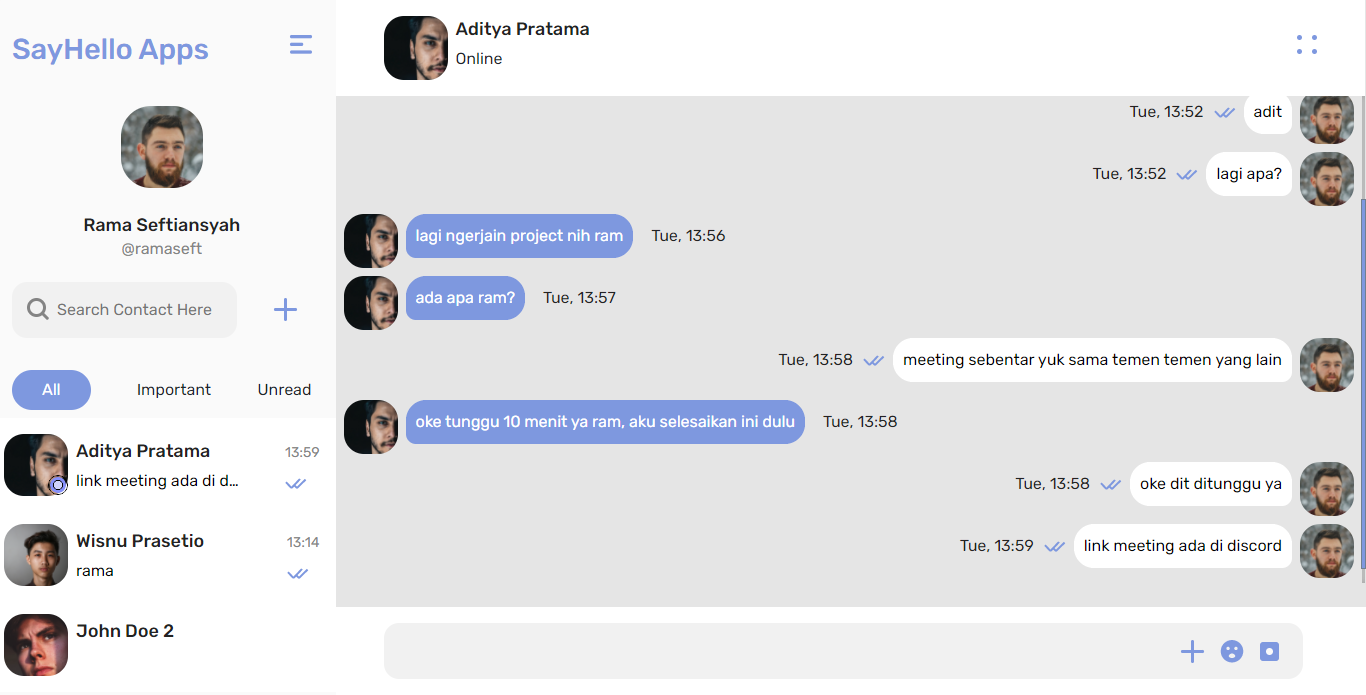 SayHello Apps
Rama Seftiansyah
@ramaseft
Search Contact Here
All Important Unread
Aditya Pratama 13:59
link meeting ada di d...
Wisnu Prasetio 13:14
rama
John Doe 2
Aditya Pratama
Online
Tue, 13:52 adit
Tue, 13:52 lagi apa?
lagi ngerjain project nih ram Tue, 13:56
ada apa ram? Tue, 13:57
Tue, 13:58 meeting sebentar yuk sama temen temen yang lain
oke tunggu 10 menit ya ram, aku selesaikan ini dulu Tue, 13:58
Tue, 13:58 oke dit ditunggu ya
Tue, 13:59 link meeting ada di discord